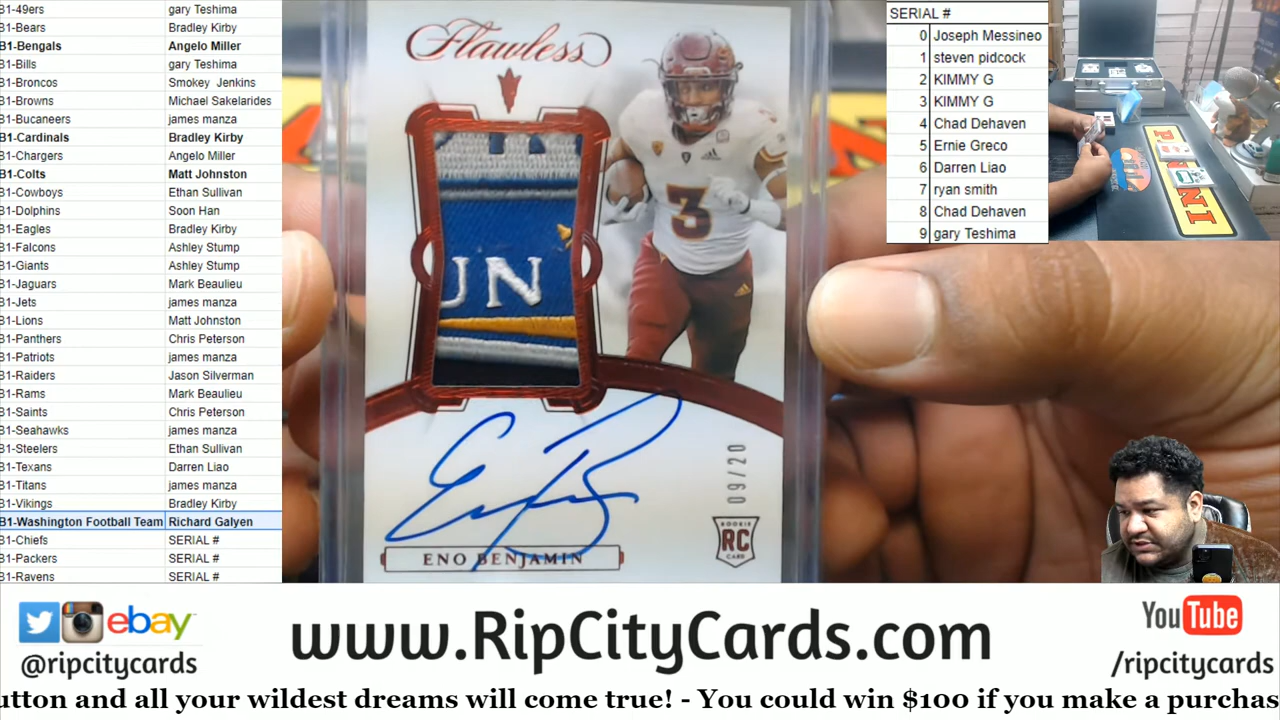 B1-49ers gary Teshima
B1-Bears Bradley Kirby
B1-Bengals Angelo Miller
B1-Bills gary Teshima
B1-Broncos Smokey Jenkins
B1-Browns Michael Sakelarides
B1-Bucaneers james manza
B1-Cardinals Bradley Kirby
B1-Chargers Angelo Miller
B1-Colts Matt Johnston
B1-Cowboys Ethan Sullivan
B1-Dolphins Soon Han
B1-Eagles Bradley Kirby
B1-Falcons Ashley Stump
B1-Giants Ashley Stump
B1-Jaguars Mark Beaulieu
B1-Jets james manza
B1-Lions Matt Johnston
B1-Panthers Chris Peterson
B1-Patriots james manza
B1-Raiders Jason Silverman
B1-Rams Mark Beaulieu
B1-Saints Chris Peterson
B1-Seahawks james manza
B1-Steelers Ethan Sullivan
B1-Texans Darren Liao
B1-Titans james manza
B1-Vikings Bradley Kirby
B1-Washington Football Team Richard Galyen
B1-Chiefs SERIAL #
B1-Packers SERIAL #
B1-Ravens SERIAL #
Flawless
3
UN
09/20
ROOKIE
RC
CARD
ENO BENJAMIN
SERIAL #
0 Joseph Messineo
1 steven pidcock
2 KIMMY G
3 KIMMY G
4 Chad Dehaven
5 Ernie Greco
6 Darren Liao
7 ryan smith
8 Chad Dehaven
9 gary Teshima
PANINI
ebay
@ripcitycards
www.RipCityCards.com
YouTube
/ripcitycards
utton and all your wildest dreams will come true! - You could win $100 if you make a purchas